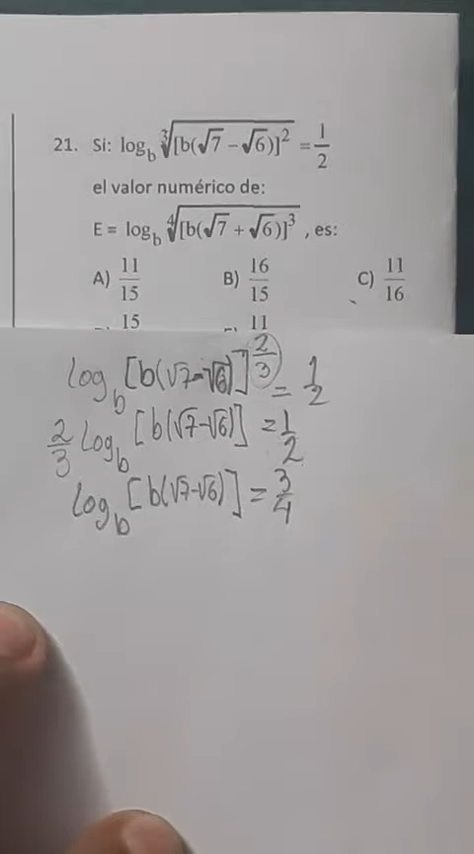 21. Si: log_b ∛[b(√7 − √6)]² = 1/2
el valor numérico de:
E = log_b ∜[b(√7 + √6)]³ , es:
A) 11/15 B) 16/15 C) 11/16
15 11
log_b [b(√7-√6)]^(2/3) = 1/2
2/3 log_b [b(√7-√6)] = 1/2
log_b [b(√7-√6)] = 3/4